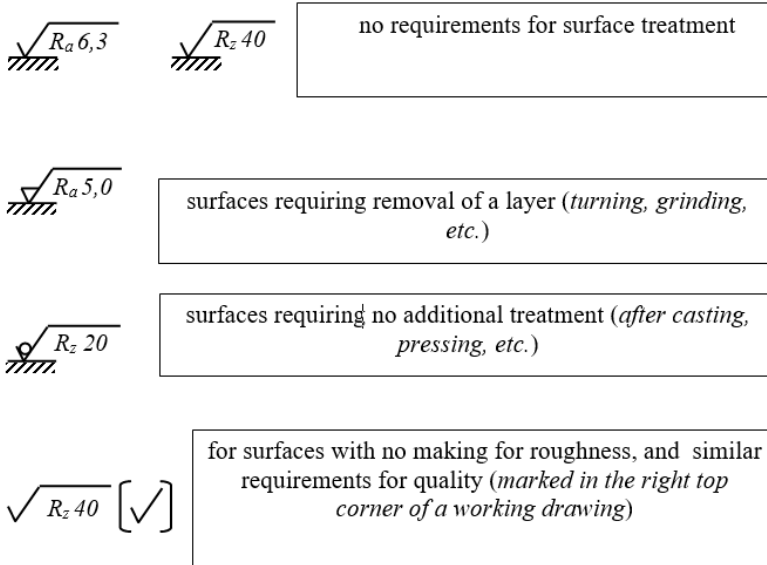 Ra 6,3 Rz 40 no requirements for surface treatment
Ra 5,0
surfaces requiring removal of a layer (turning, grinding,
etc.)
surfaces requiring no additional treatment (after casting,
Rz 20
pressing, etc.)
for surfaces with no making for roughness, and similar
requirements for quality (marked in the right top
Rz 40
corner of a working drawing)